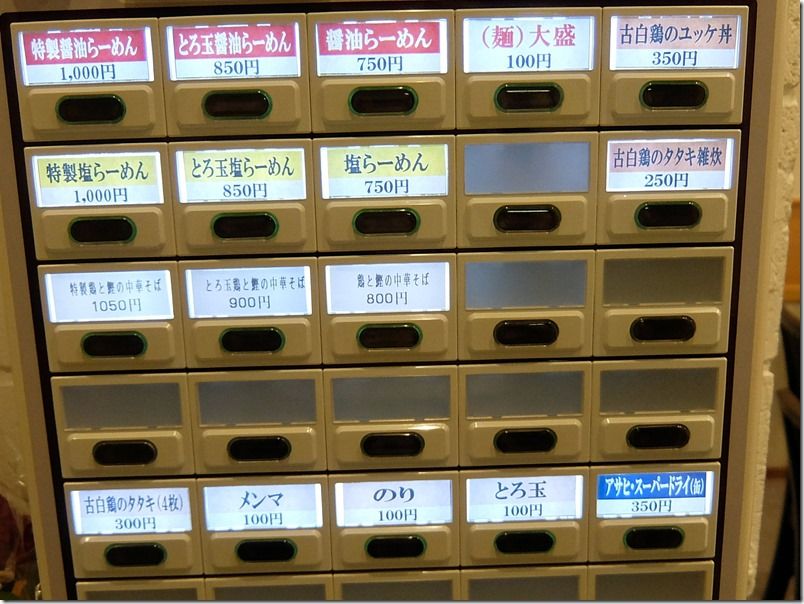 特製醤油らーめん
1,000円
とろ玉醤油らーめん
850円
醤油らーめん
750円
（麺）大盛
100円
古白鶏のユッケ丼
350円
特製塩らーめん
1,000円
とろ玉塩らーめん
850円
塩らーめん
750円
古白鶏のタタキ雑炊
250円
特製鶏と鰹の中華そば
1050円
とろ玉鶏と鰹の中華そば
900円
鶏と鰹の中華そば
800円
古白鶏のタタキ(4枚)
300円
メンマ
100円
のり
100円
とろ玉
100円
アサヒ・スーパードライ(缶)
350円